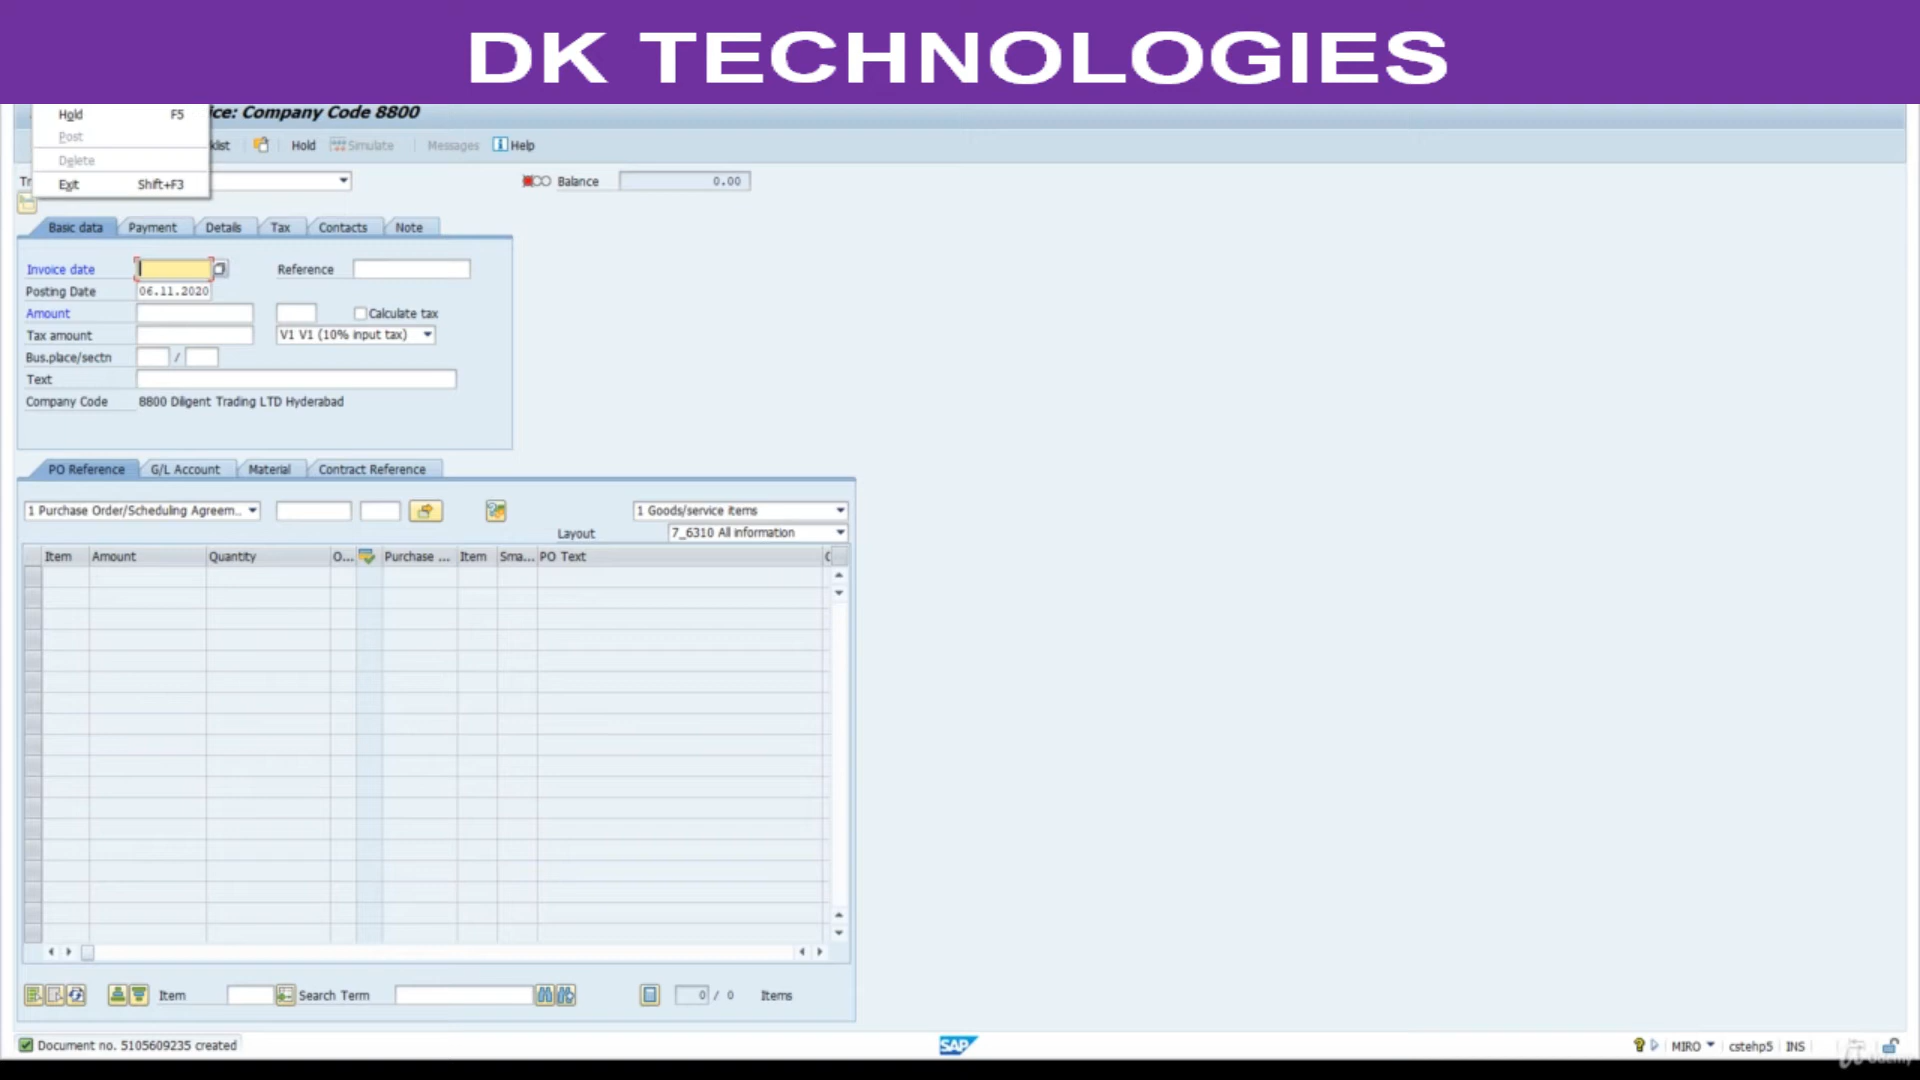 DK TECHNOLOGIES
Hold F5
ice: Company Code 8800
Post
klist Hold Simulate Messages Help
Delete
Exit Shift+F3
Tr
Balance 0.00
Basic data Payment Details Tax Contacts Note
Invoice date Reference
Posting Date 06.11.2020
Amount Calculate tax
Tax amount V1 V1 (10% input tax)
Bus.place/sectn /
Text
Company Code 8800 Diligent Trading LTD Hyderabad
PO Reference G/L Account Material Contract Reference
1 Purchase Order/Scheduling Agreem.. 1 Goods/service items
Layout 7_6310 All information
Item Amount Quantity O... Purchase ... Item Sma... PO Text
Item Search Term 0 / 0 Items
Document no. 5105609235 created SAP MIRO cstehp5 INS
Udemy